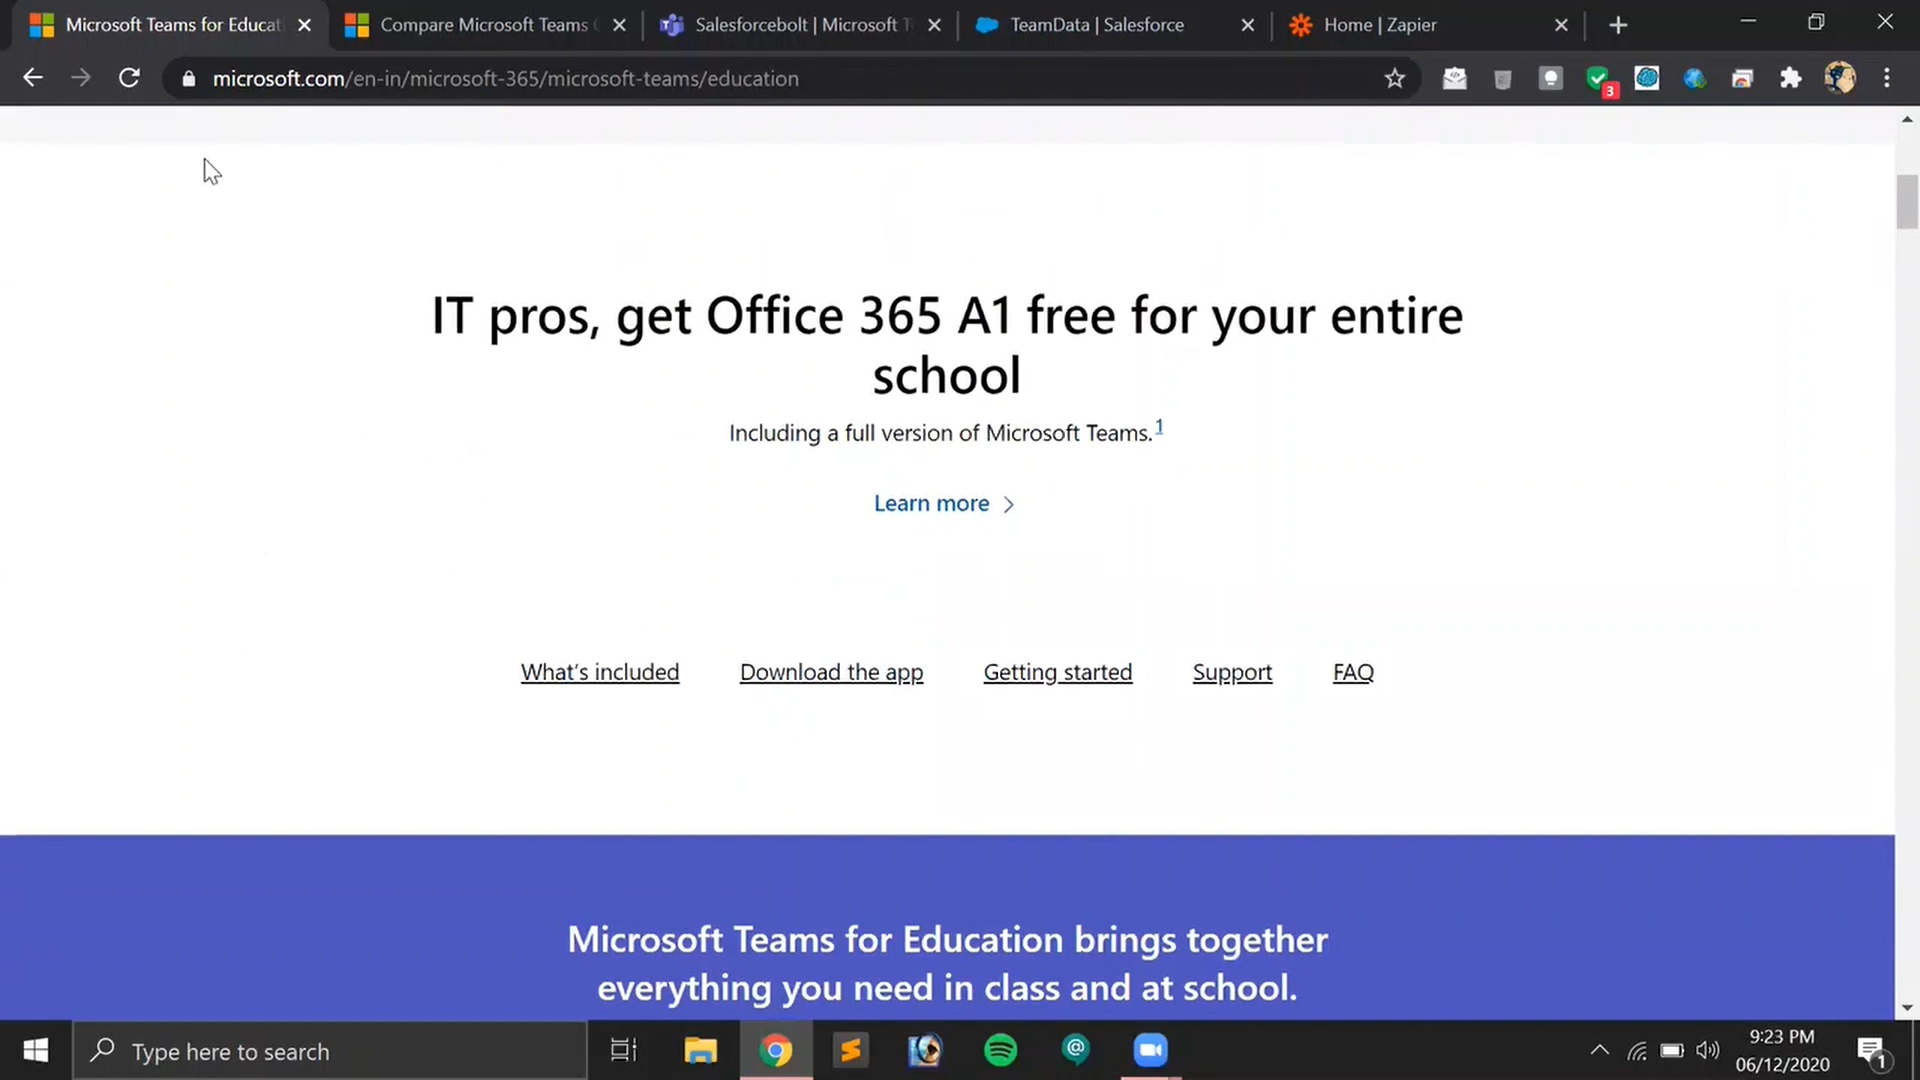 Microsoft Teams for Educati
Compare Microsoft Teams
Salesforcebolt | Microsoft T
TeamData | Salesforce
Home | Zapier
microsoft.com/en-in/microsoft-365/microsoft-teams/education
3
IT pros, get Office 365 A1 free for your entire
school
Including a full version of Microsoft Teams.1
Learn more
What's included
Download the app
Getting started
Support
FAQ
Microsoft Teams for Education brings together
everything you need in class and at school.
Type here to search
9:23 PM
06/12/2020
1